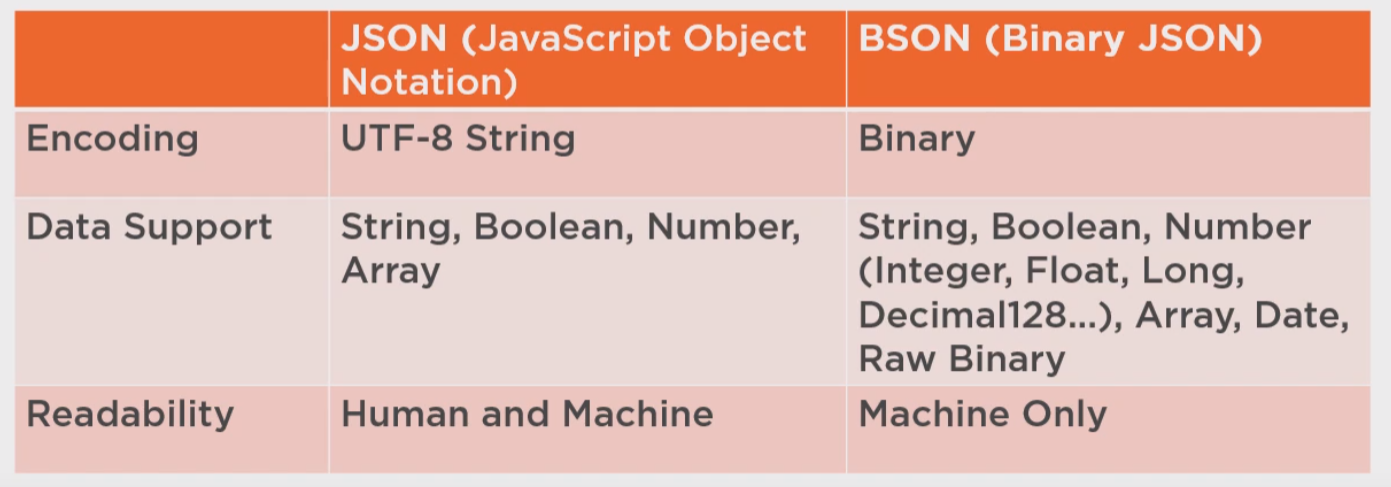 JSON (JavaScript Object
Notation)
BSON (Binary JSON)
Encoding
UTF-8 String
Binary
Data Support
String, Boolean, Number,
Array
String, Boolean, Number
(Integer, Float, Long,
Decimal128...), Array, Date,
Raw Binary
Readability
Human and Machine
Machine Only